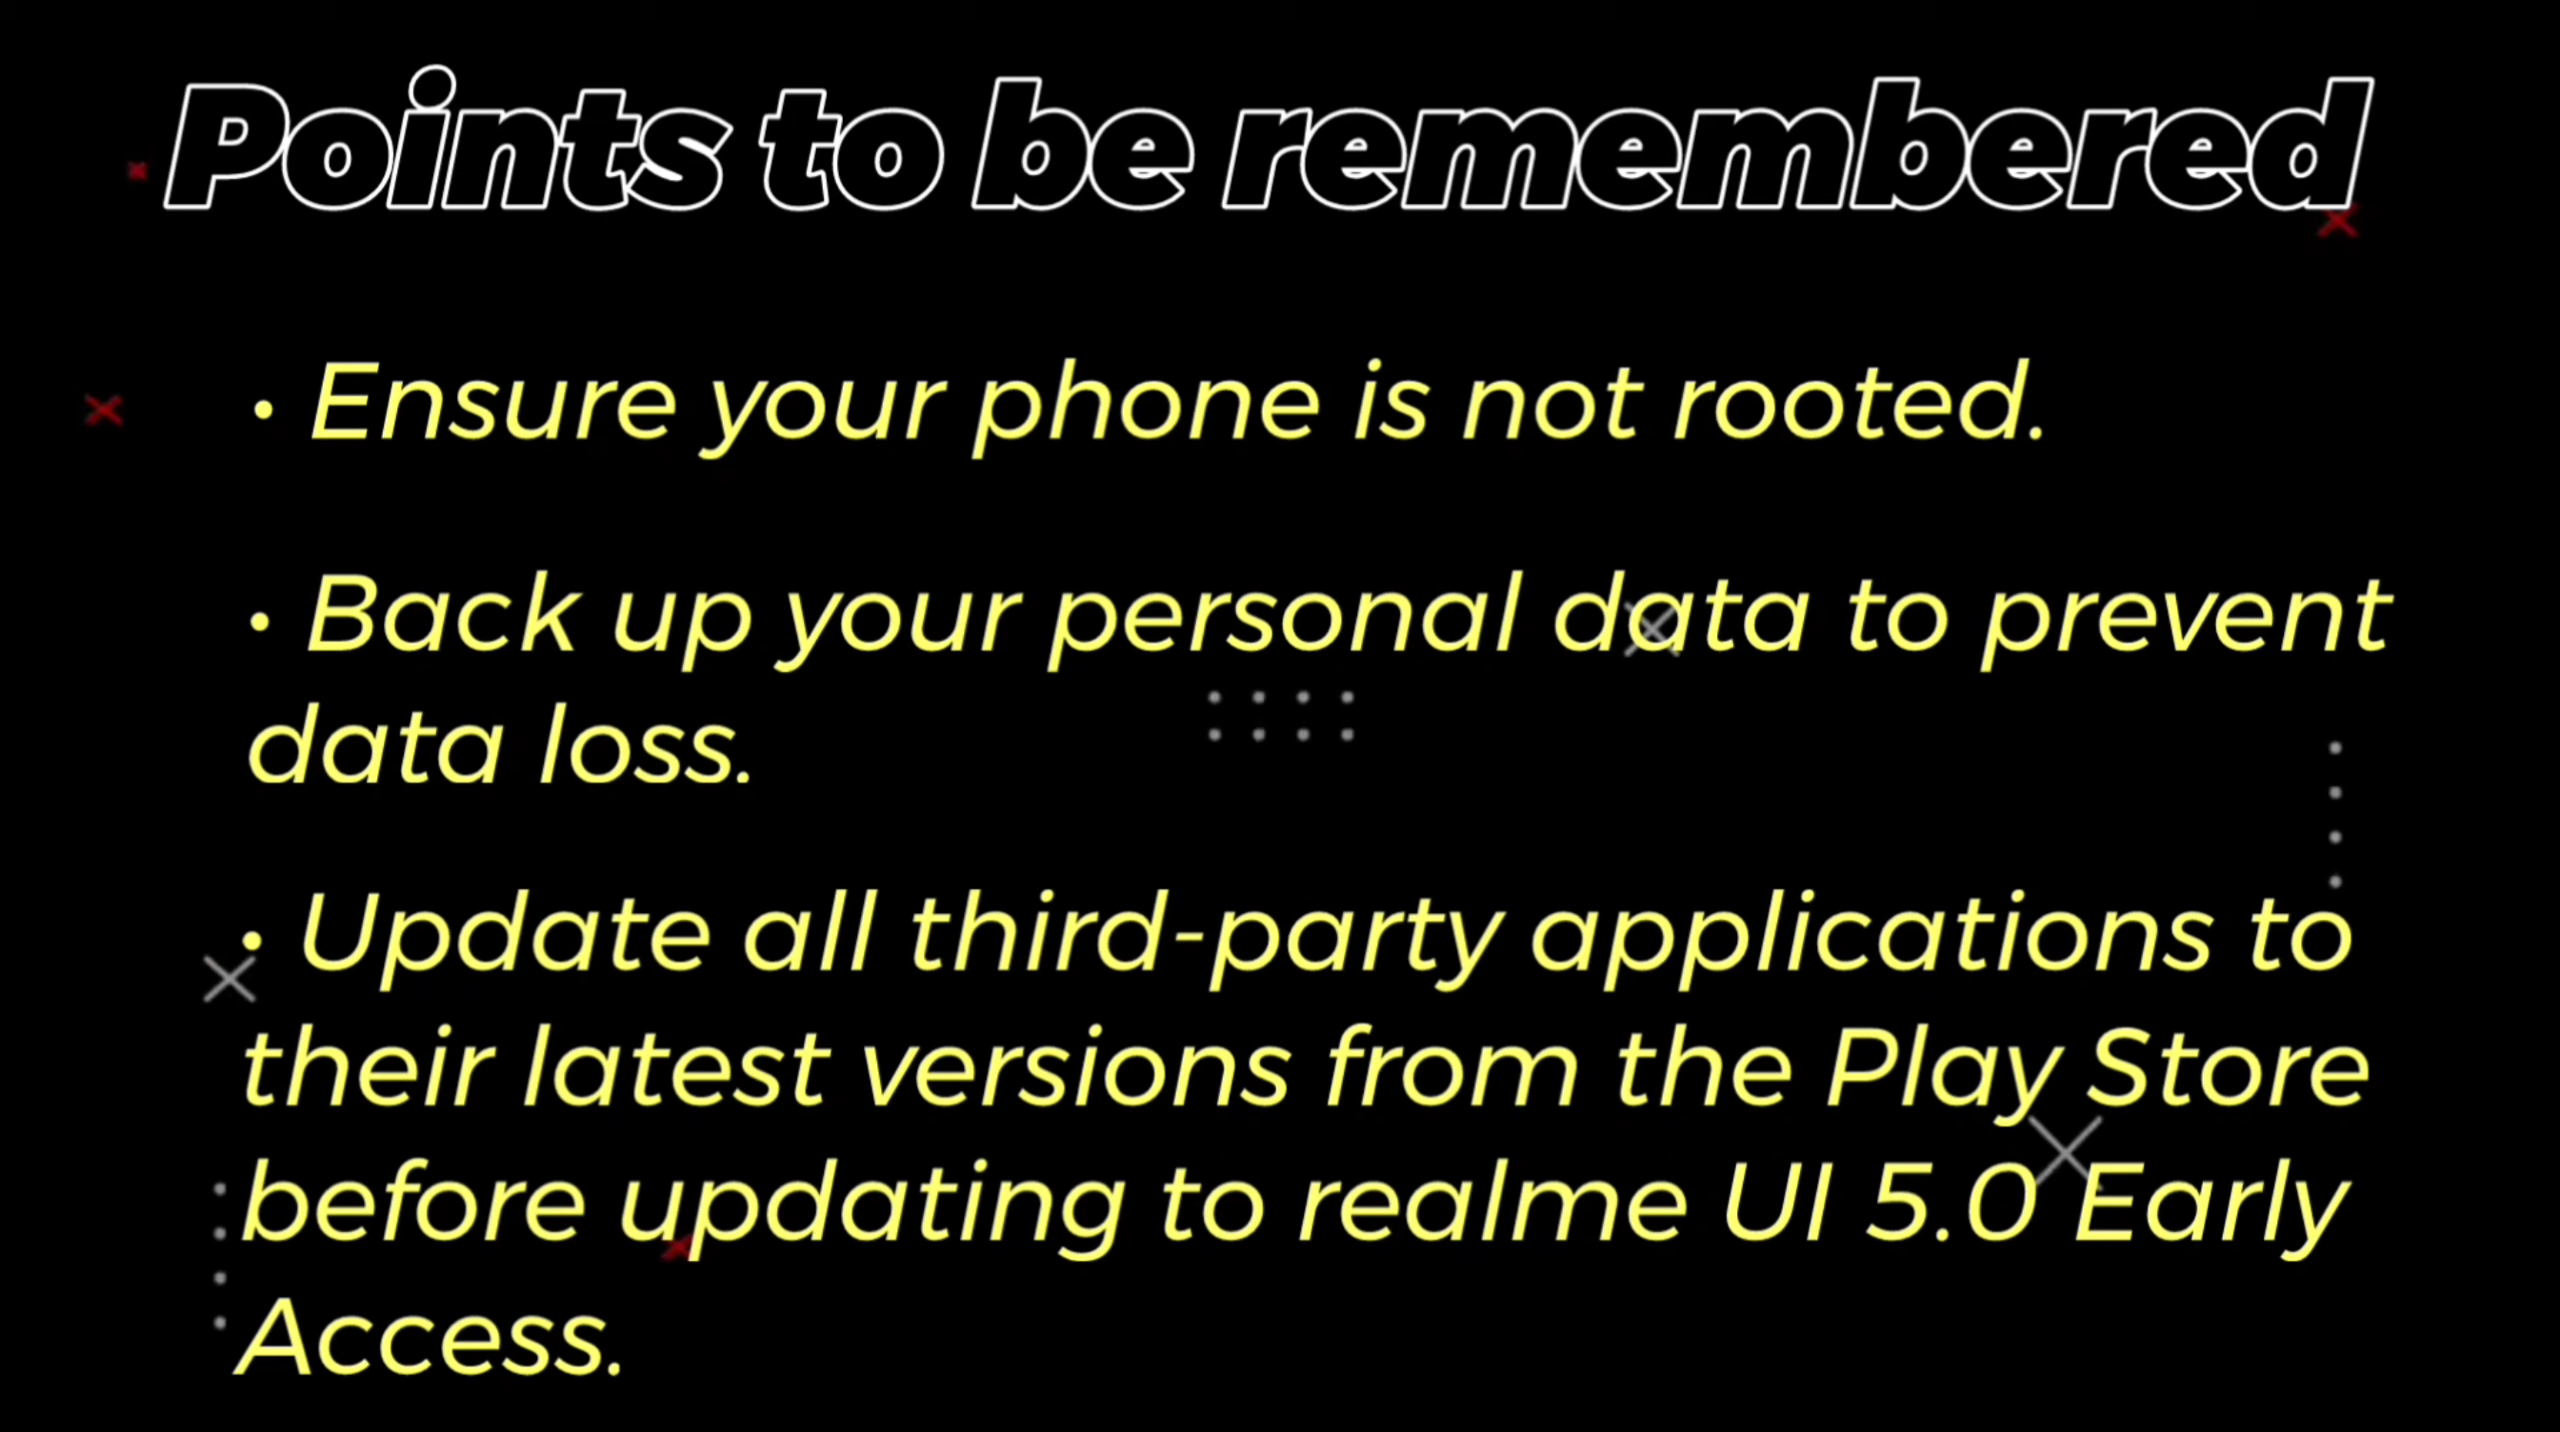 Points to be remembered
• Ensure your phone is not rooted.
• Back up your personal data to prevent
data loss.
• Update all third-party applications to
their latest versions from the Play Store
before updating to realme UI 5.0 Early
Access.